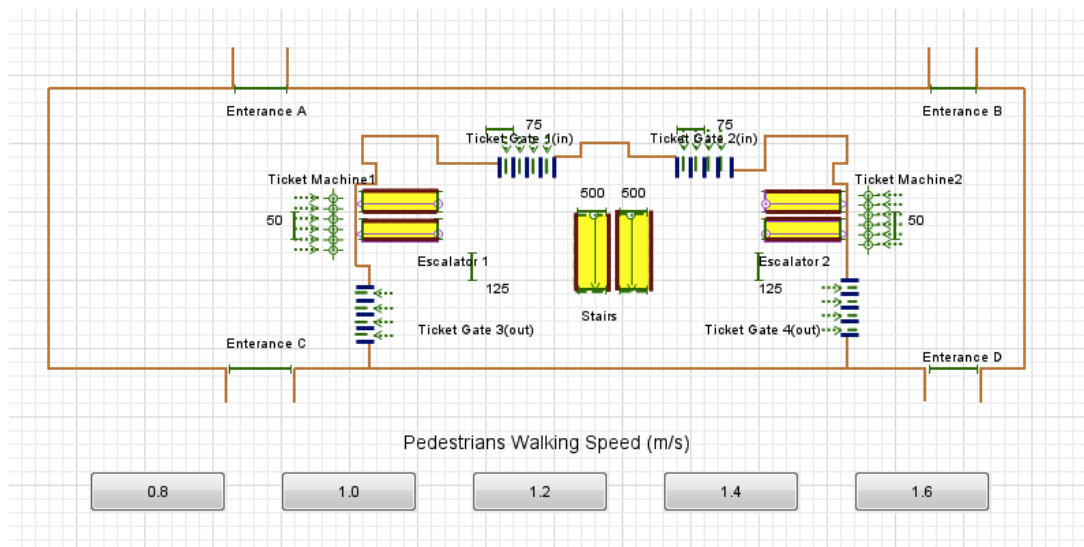 Enterance A
Enterance B
75
75
Ticket Gate 1(in)
Ticket Gate 2(in)
Ticket Machine1
Ticket Machine2
500
500
50
50
Escalator 1
Escalator 2
125
125
Stairs
Ticket Gate 3(out)
Ticket Gate 4(out)
Enterance C
Enterance D
Pedestrians Walking Speed (m/s)
0.8
1.0
1.2
1.4
1.6